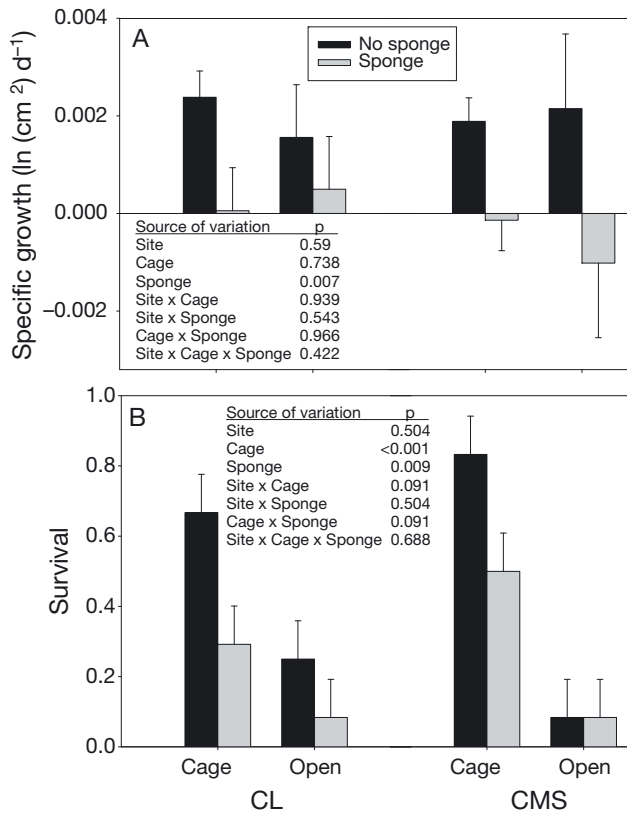 A
No sponge
Sponge
Specific growth (ln (cm ²) d⁻¹)
0.004
0.002
0.000
−0.002
Source of variation p
Site 0.59
Cage 0.738
Sponge 0.007
Site x Cage 0.939
Site x Sponge 0.543
Cage x Sponge 0.966
Site x Cage x Sponge 0.422
B
Survival
1.0
0.8
0.6
0.4
0.2
0.0
Source of variation p
Site 0.504
Cage <0.001
Sponge 0.009
Site x Cage 0.091
Site x Sponge 0.504
Cage x Sponge 0.091
Site x Cage x Sponge 0.688
Cage Open Cage Open
CL CMS